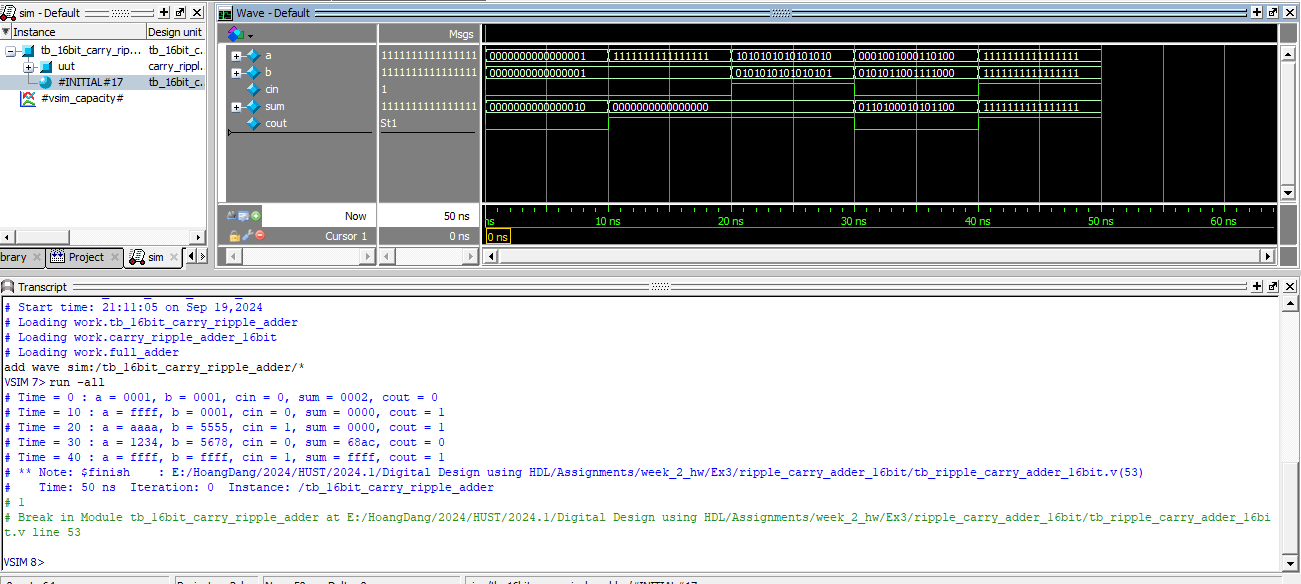 sim - Default
Instance Design unit
tb_16bit_carry_rip... tb_16bit_c...
uut carry_rippl...
#INITIAL#17 tb_16bit_c...
#vsim_capacity#
brary Project sim
Wave - Default
Msgs
a 1111111111111111 0000000000000001 1111111111111111 1010101010101010 0001001000110100 1111111111111111
b 1111111111111111 0000000000000001 0101010101010101 0101011001111000 1111111111111111
cin 1
sum 1111111111111111 0000000000000010 0000000000000000 0110100010101100 1111111111111111
cout St1
Now 50 ns ns 10 ns 20 ns 30 ns 40 ns 50 ns 60 ns
Cursor 1 0 ns 0 ns
Transcript
# Start time: 21:11:05 on Sep 19,2024
# Loading work.tb_16bit_carry_ripple_adder
# Loading work.carry_ripple_adder_16bit
# Loading work.full_adder
add wave sim:/tb_16bit_carry_ripple_adder/*
VSIM 7> run -all
# Time = 0 : a = 0001, b = 0001, cin = 0, sum = 0002, cout = 0
# Time = 10 : a = ffff, b = 0001, cin = 0, sum = 0000, cout = 1
# Time = 20 : a = aaaa, b = 5555, cin = 1, sum = 0000, cout = 1
# Time = 30 : a = 1234, b = 5678, cin = 0, sum = 68ac, cout = 0
# Time = 40 : a = ffff, b = ffff, cin = 1, sum = ffff, cout = 1
# ** Note: $finish    : E:/HoangDang/2024/HUST/2024.1/Digital Design using HDL/Assignments/week_2_hw/Ex3/ripple_carry_adder_16bit/tb_ripple_carry_adder_16bit.v(53)
#    Time: 50 ns  Iteration: 0  Instance: /tb_16bit_carry_ripple_adder
# 1
# Break in Module tb_16bit_carry_ripple_adder at E:/HoangDang/2024/HUST/2024.1/Digital Design using HDL/Assignments/week_2_hw/Ex3/ripple_carry_adder_16bit/tb_ripple_carry_adder_16bi
t.v line 53
VSIM 8>